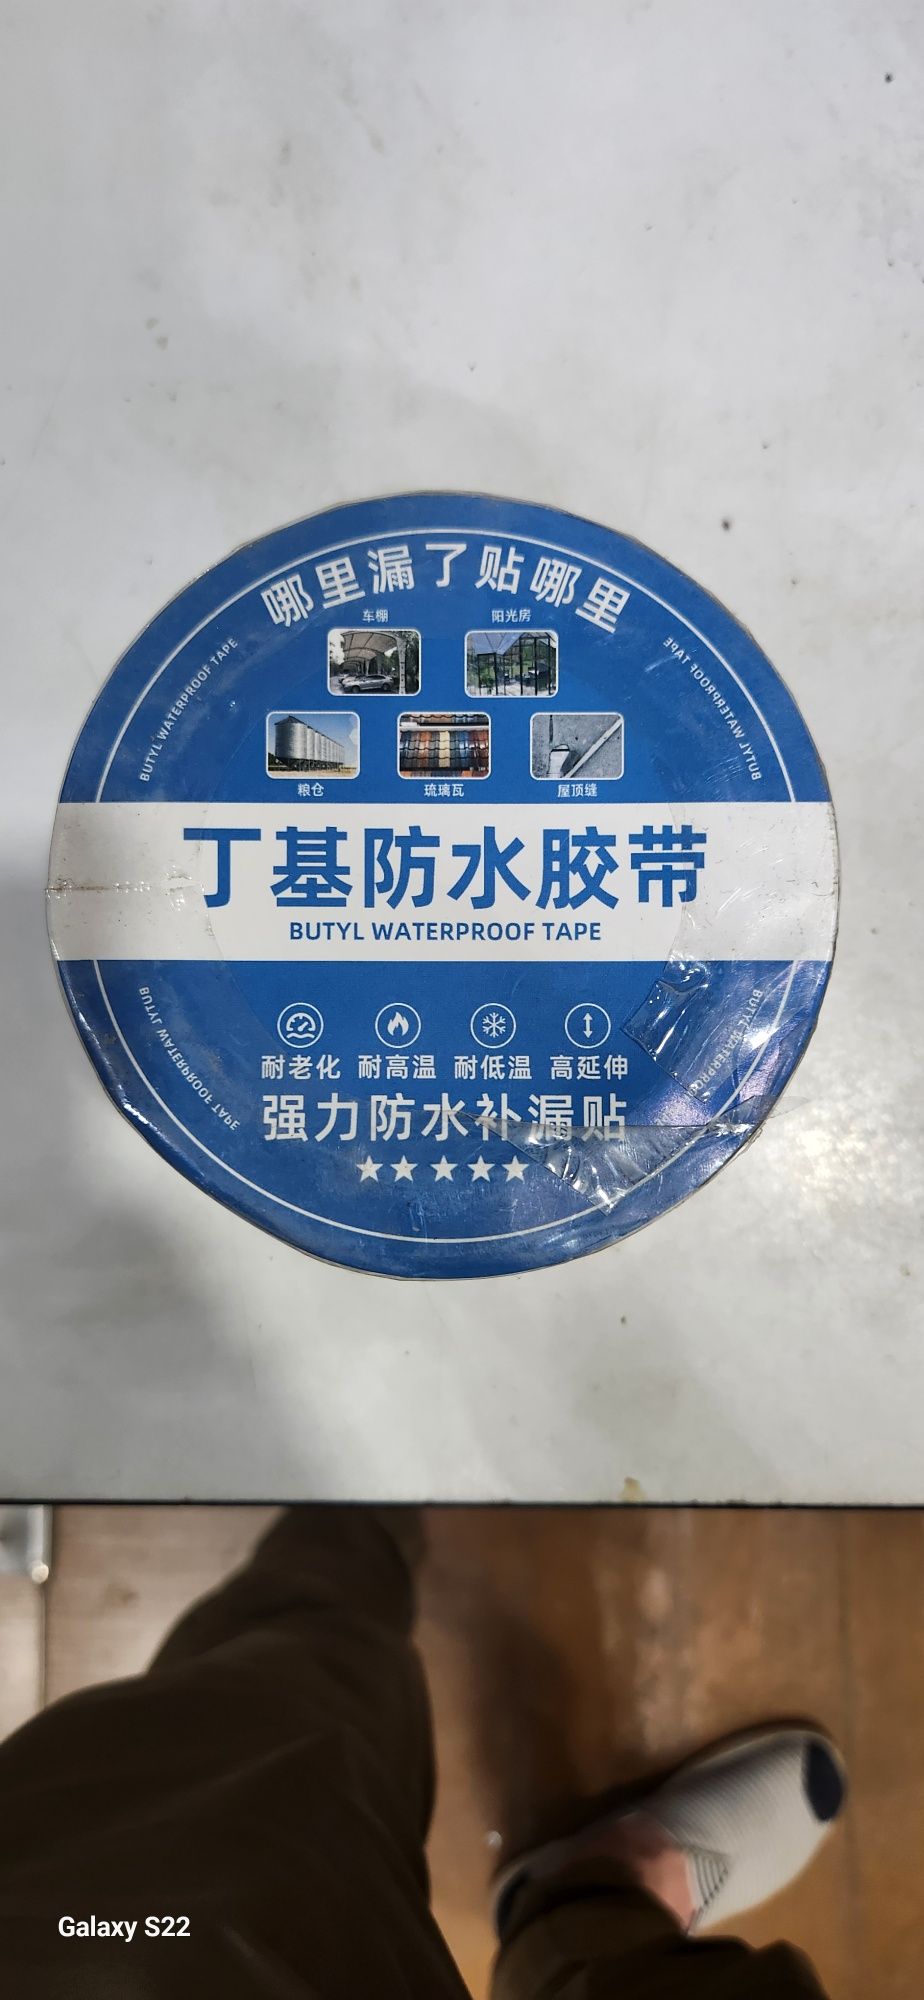 哪里漏了贴哪里
车棚 阳光房
粮仓 琉璃瓦 屋顶缝
BUTYL WATERPROOF TAPE
BUTYL WATERPROOF TAPE
丁基防水胶带
BUTYL WATERPROOF TAPE
耐老化 耐高温 耐低温 高延伸
强力防水补漏贴
BUTYL WATERPROOF TAPE
BUTYL WATERPROO
Galaxy S22